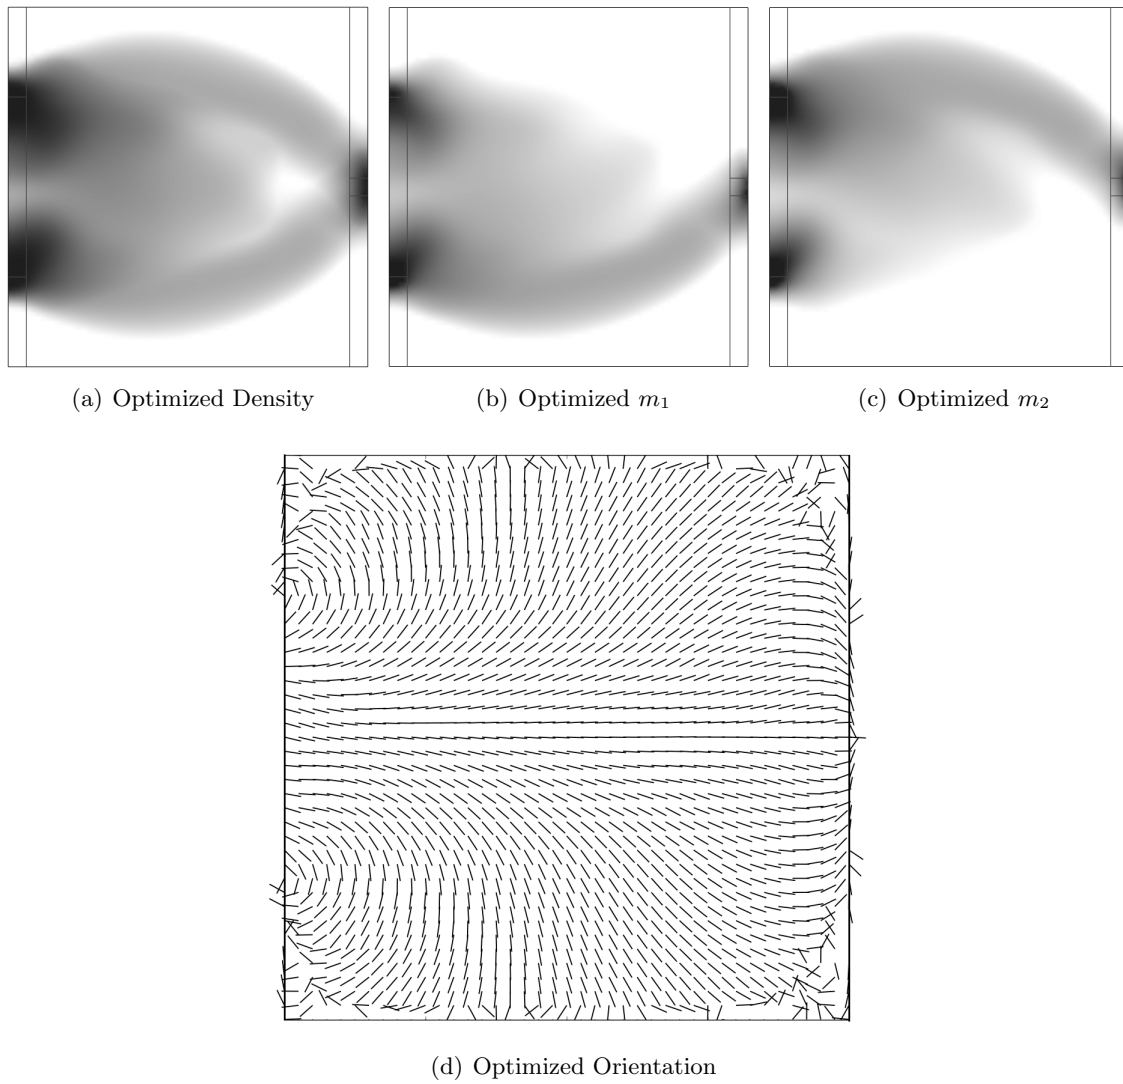 (a) Optimized Density
(b) Optimized m₁
(c) Optimized m₂
(d) Optimized Orientation